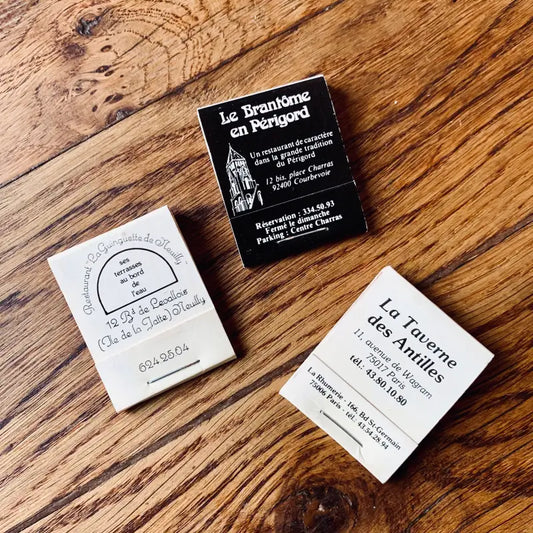 Le Brantôme
en Périgord
Un restaurant de caractère
dans la grande tradition
du Périgord
12 bis, place Charras
92400 Courbevoie
Réservation : 334.50.93
Fermé le dimanche
Parking : Centre Charras
Restaurant "La Guinguette de Neuilly"
ses
terrasses
au bord
de
l'eau
12 Bd de Levallois
(Ile de la Jatte) Neuilly
624 25 04
La Taverne
des Antilles
11, avenue de Wagram
75017 Paris
tél.: 43.80.10.80
La Rhumerie - 166, Bd St-Germain
75006 Paris - tél. 43.54.28.94